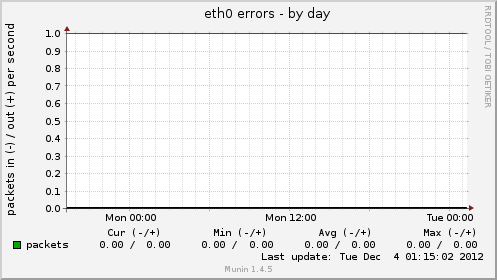 eth0 errors - by day
RRDTOOL / TOBI OETIKER
packets in (-) / out (+) per second
1.0
0.9
0.8
0.7
0.6
0.5
0.4
0.3
0.2
0.1
0.0
Mon 00:00 Mon 12:00 Tue 00:00
Cur (-/+) Min (-/+) Avg (-/+) Max (-/+)
packets 0.00 / 0.00 0.00 / 0.00 0.00 / 0.00 0.00 / 0.00
Last update: Tue Dec 4 01:15:02 2012
Munin 1.4.5